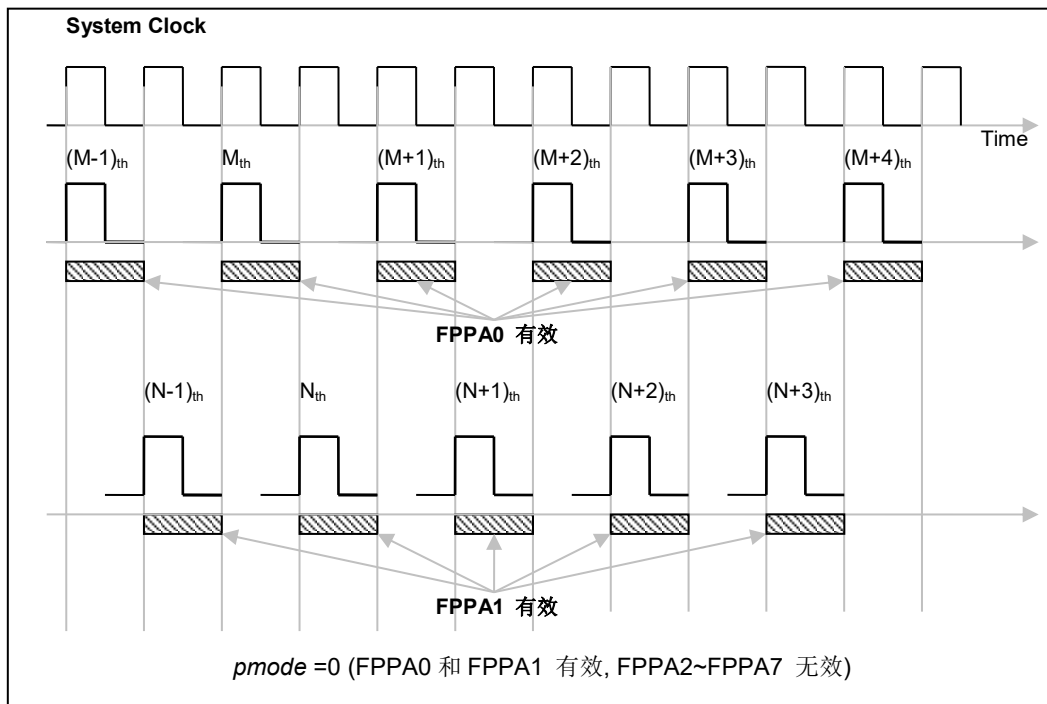 System Clock
Time
(M-1)th Mth (M+1)th (M+2)th (M+3)th (M+4)th
FPPA0 有效
(N-1)th Nth (N+1)th (N+2)th (N+3)th
FPPA1 有效
pmode =0 (FPPA0 和 FPPA1 有效, FPPA2~FPPA7 无效)